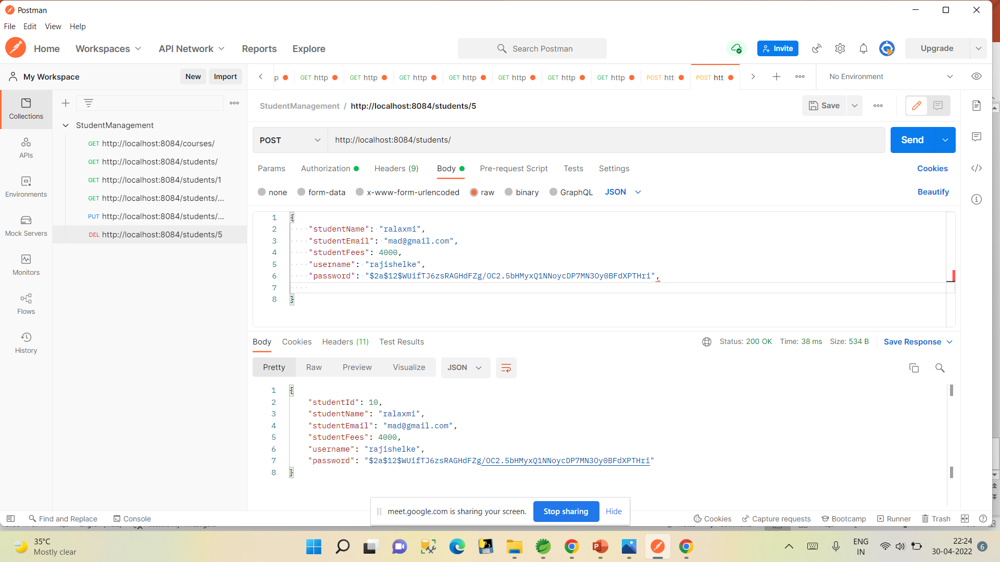 Postman
File Edit View Help
Home Workspaces API Network Reports Explore
Search Postman
Invite
Upgrade
My Workspace
New Import
p GET http GET http GET http GET http GET http GET http GET http POST htt POST htt
No Environment
Collections
APIs
Environments
Mock Servers
Monitors
Flows
History
StudentManagement
GET http://localhost:8084/courses/
GET http://localhost:8084/students/
GET http://localhost:8084/students/1
GET http://localhost:8084/students/...
PUT http://localhost:8084/students/...
DEL http://localhost:8084/students/5
StudentManagement / http://localhost:8084/students/5
Save
POST http://localhost:8084/students/
Send
Params Authorization Headers (9) Body Pre-request Script Tests Settings
Cookies
none form-data x-www-form-urlencoded raw binary GraphQL JSON
Beautify
1 {
2 "studentName": "ralaxmi",
3 "studentEmail": "mad@gmail.com",
4 "studentFees": 4000,
5 "username": "rajishelke",
6 "password": "$2a$12$WUifTJ6zsRAGHdFZg/OC2.5bHMyxQ1NNoycDP7MN3Oy0BFdXPTHri",
7
8 }
Body Cookies Headers (11) Test Results
Status: 200 OK Time: 38 ms Size: 534 B Save Response
Pretty Raw Preview Visualize JSON
1 {
2 "studentId": 10,
3 "studentName": "ralaxmi",
4 "studentEmail": "mad@gmail.com",
5 "studentFees": 4000,
6 "username": "rajishelke",
7 "password": "$2a$12$WUifTJ6zsRAGHdFZg/OC2.5bHMyxQ1NNoycDP7MN3Oy0BFdXPTHri"
8 }
meet.google.com is sharing your screen. Stop sharing Hide
Find and Replace Console
Cookies Capture requests Bootcamp Runner Trash
35°C
Mostly clear
ENG
IN
22:24
30-04-2022
6